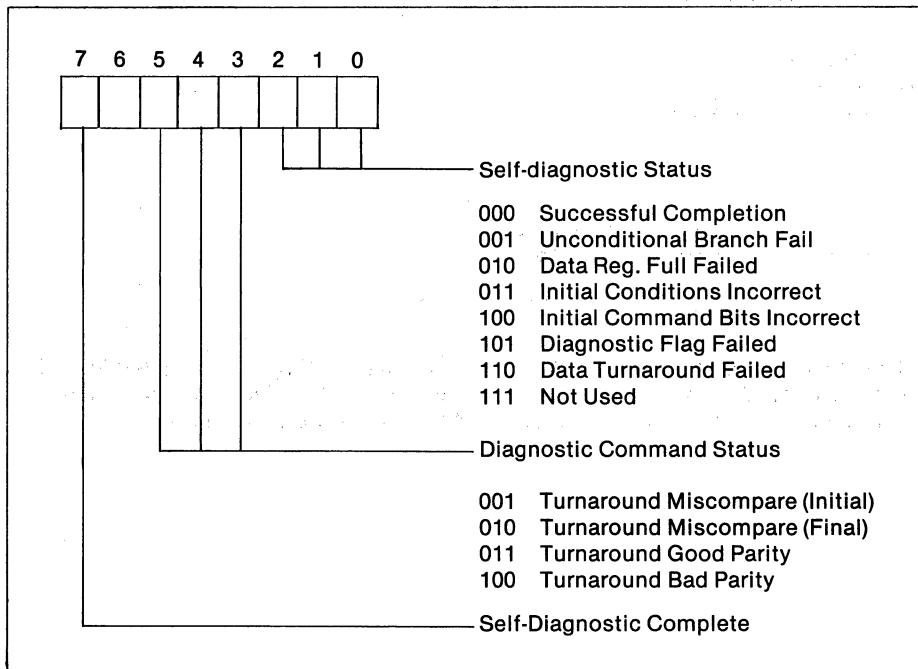 7 6 5 4 3 2 1 0
Self-diagnostic Status
000 Successful Completion
001 Unconditional Branch Fail
010 Data Reg. Full Failed
011 Initial Conditions Incorrect
100 Initial Command Bits Incorrect
101 Diagnostic Flag Failed
110 Data Turnaround Failed
111 Not Used
Diagnostic Command Status
001 Turnaround Miscompare (Initial)
010 Turnaround Miscompare (Final)
011 Turnaround Good Parity
100 Turnaround Bad Parity
Self-Diagnostic Complete